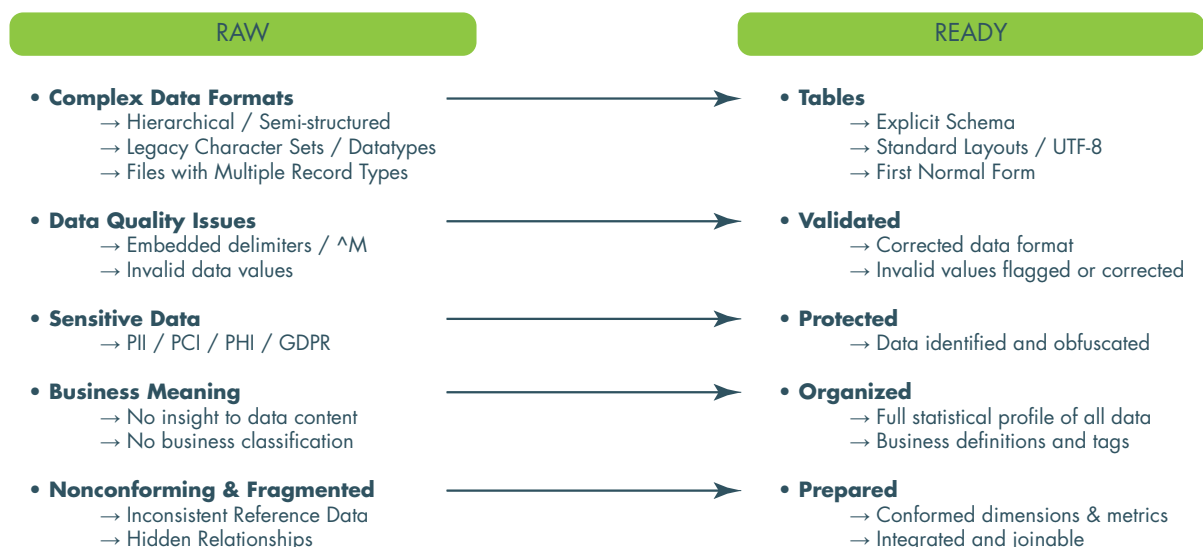 RAW
READY
• Complex Data Formats
→ Hierarchical / Semi-structured
→ Legacy Character Sets / Datatypes
→ Files with Multiple Record Types
• Tables
→ Explicit Schema
→ Standard Layouts / UTF-8
→ First Normal Form
• Data Quality Issues
→ Embedded delimiters / ^M
→ Invalid data values
• Validated
→ Corrected data format
→ Invalid values flagged or corrected
• Sensitive Data
→ PII / PCI / PHI / GDPR
• Protected
→ Data identified and obfuscated
• Business Meaning
→ No insight to data content
→ No business classification
• Organized
→ Full statistical profile of all data
→ Business definitions and tags
• Nonconforming & Fragmented
→ Inconsistent Reference Data
→ Hidden Relationships
• Prepared
→ Conformed dimensions & metrics
→ Integrated and joinable